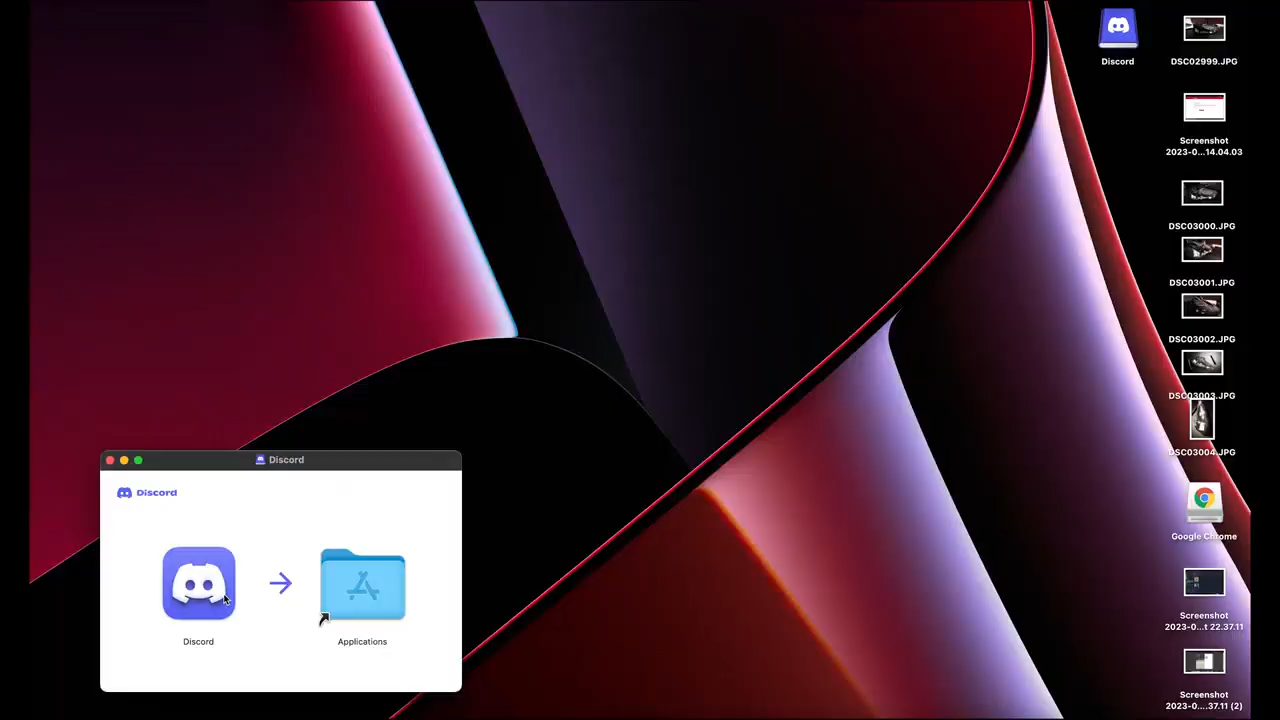 Discord
DSC02999.JPG
Screenshot
2023-0...14.04.03
DSC03000.JPG
DSC03001.JPG
DSC03002.JPG
DSC03003.JPG
DSC03004.JPG
Google Chrome
Screenshot
2023-0...t 22.37.11
Screenshot
2023-0....37.11 (2)
Discord
Discord
Discord
Applications